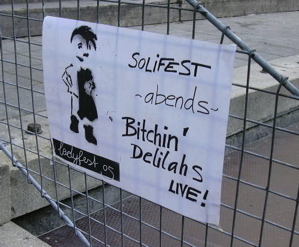 SOLiFEST
~abends~
Bitchin'
Delilahs
LIVE!
ladyfest 05